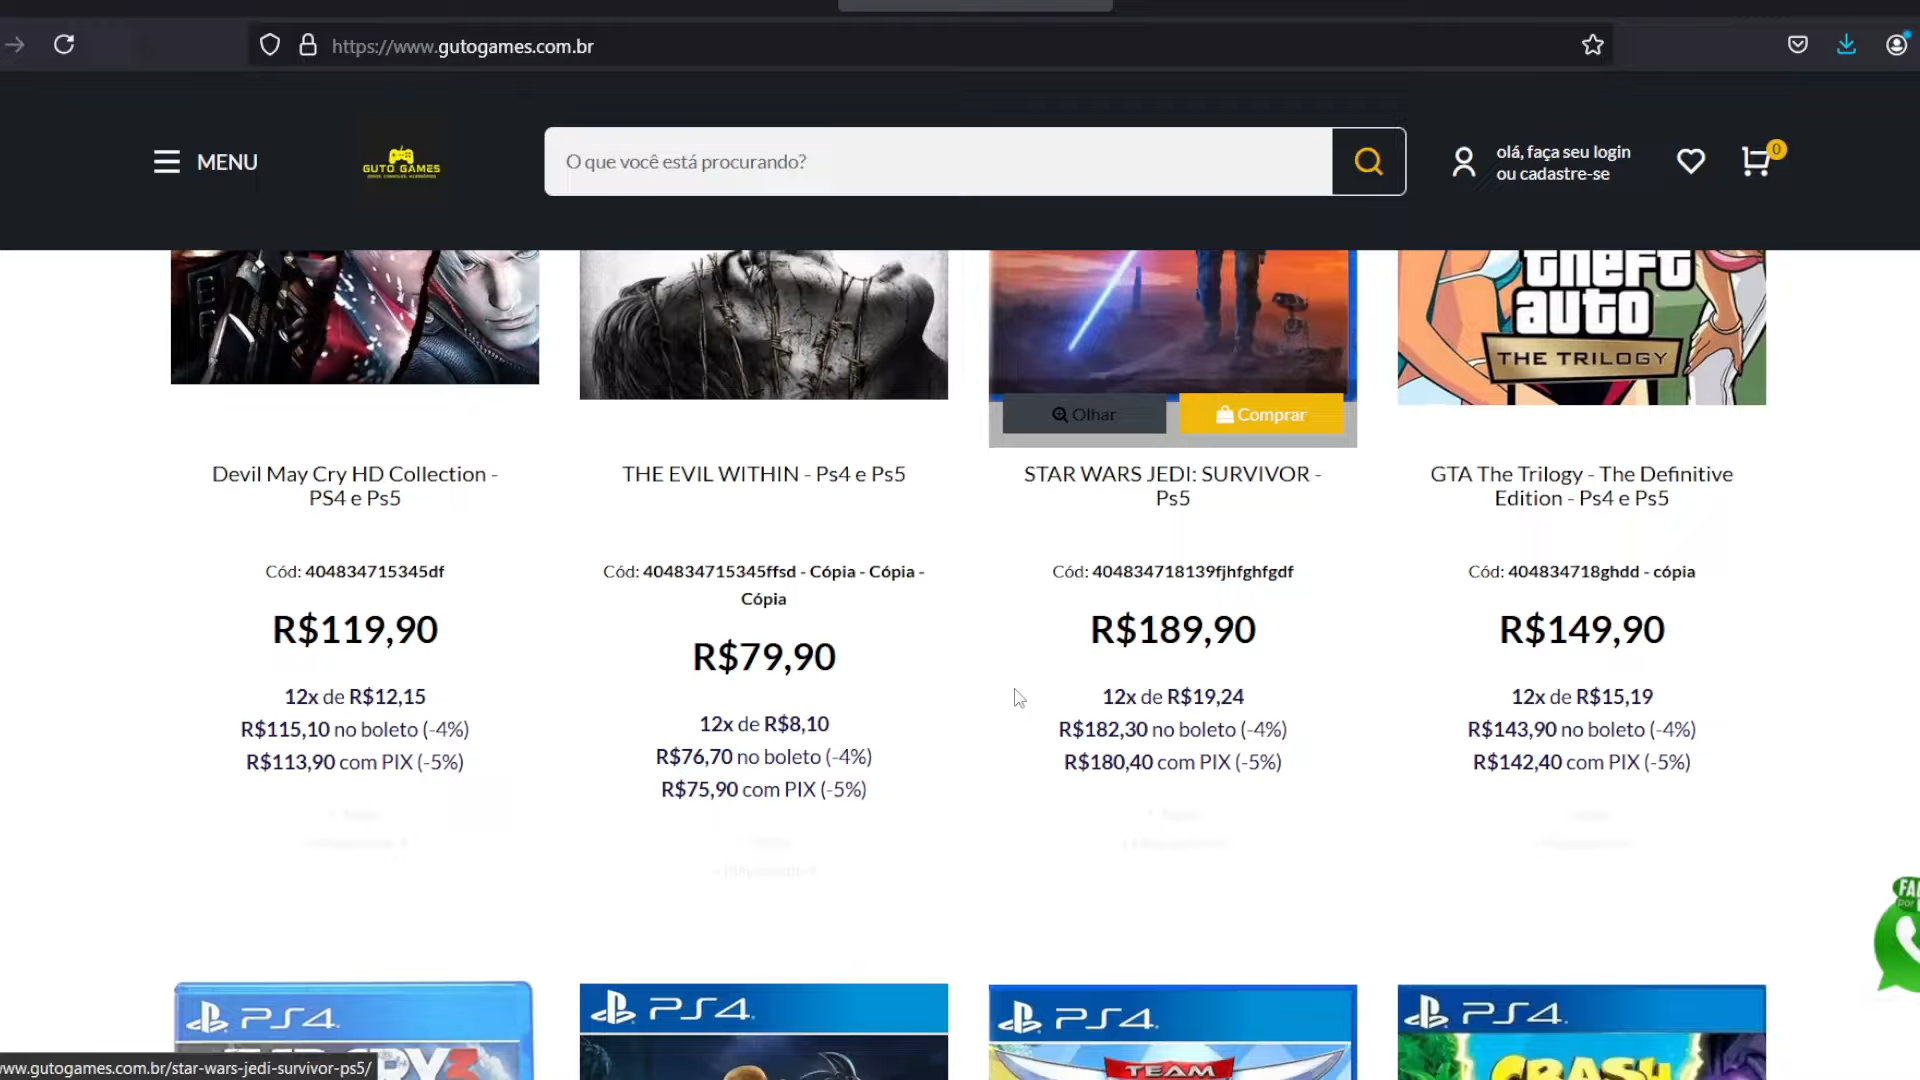 https://www.gutogames.com.br
MENU
GUTO GAMES
O que você está procurando?
olá, faça seu login
ou cadastre-se
0
theft
auto
THE TRILOGY
Olhar
Comprar
Devil May Cry HD Collection -
PS4 e Ps5
THE EVIL WITHIN - Ps4 e Ps5
STAR WARS JEDI: SURVIVOR -
Ps5
GTA The Trilogy - The Definitive
Edition - Ps4 e Ps5
Cód: 404834715345df
Cód: 404834715345ffsd - Cópia - Cópia -
Cópia
Cód: 404834718139fjhfghfgdf
Cód: 404834718ghdd - cópia
R$119,90
R$79,90
R$189,90
R$149,90
12x de R$12,15
R$115,10 no boleto (-4%)
R$113,90 com PIX (-5%)
12x de R$8,10
R$76,70 no boleto (-4%)
R$75,90 com PIX (-5%)
12x de R$19,24
R$182,30 no boleto (-4%)
R$180,40 com PIX (-5%)
12x de R$15,19
R$143,90 no boleto (-4%)
R$142,40 com PIX (-5%)
PS4
PS4
PS4
PS4
TEAM
CRASH
www.gutogames.com.br/star-wars-jedi-survivor-ps5/